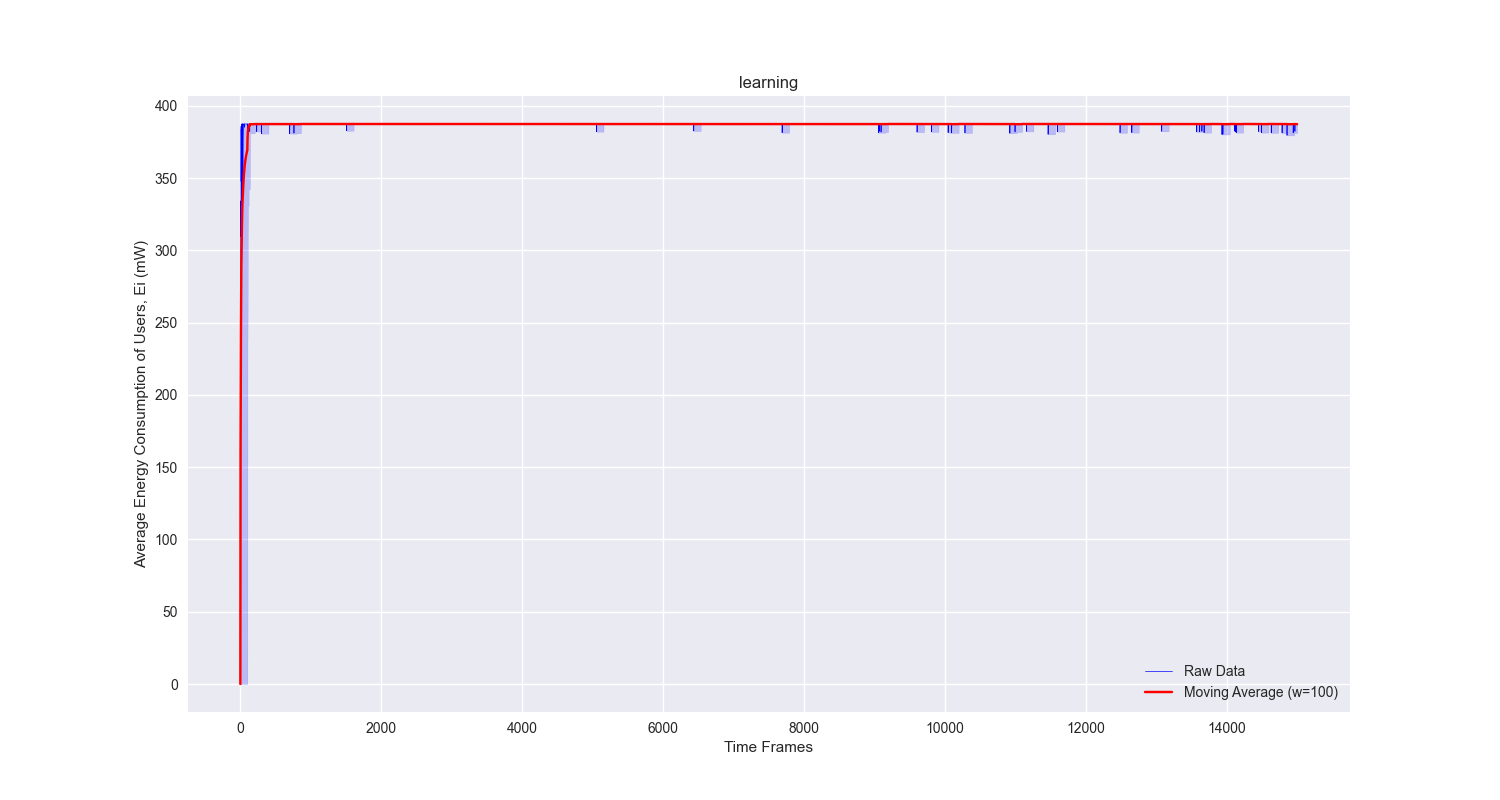 learning
Average Energy Consumption of Users, Ei (mW)
400
350
300
250
200
150
100
50
0
0 2000 4000 6000 8000 10000 12000 14000
Time Frames
Raw Data
Moving Average (w=100)